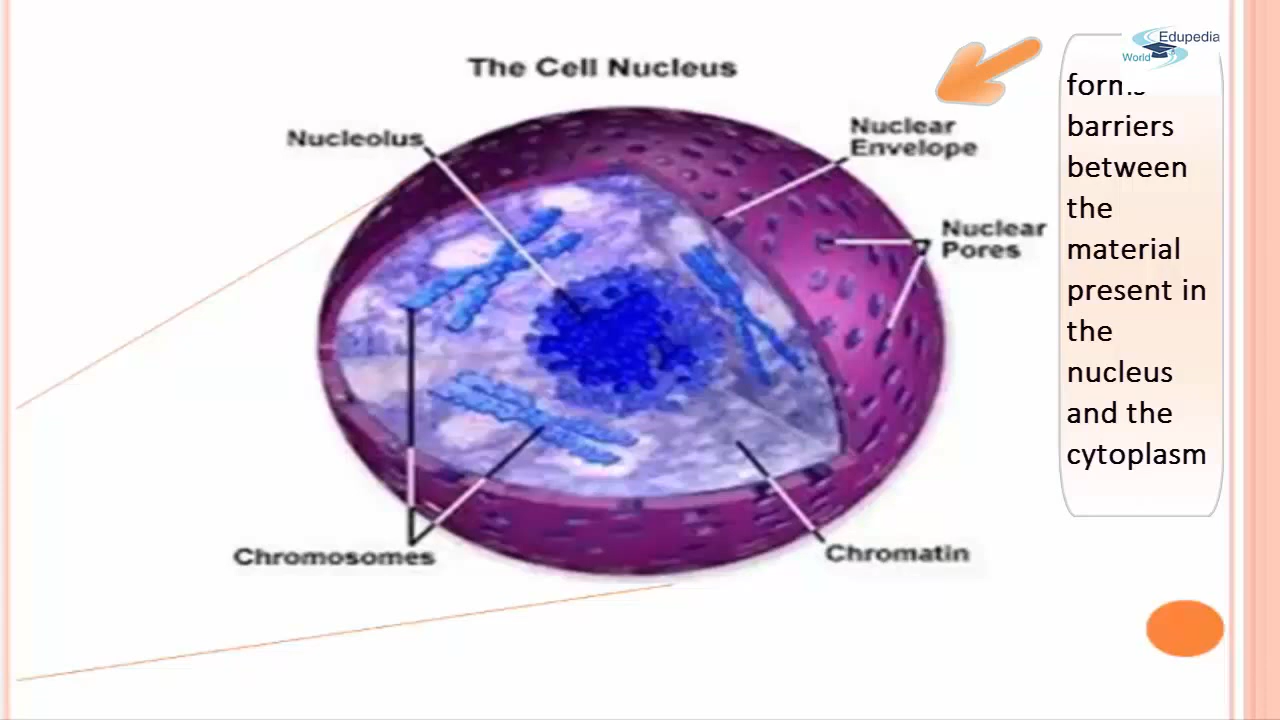 The Cell Nucleus
Nucleolus
Nuclear
Envelope
Nuclear
Pores
Chromosomes
Chromatin
Edupedia
World
forms
barriers
between
the
material
present in
the
nucleus
and the
cytoplasm